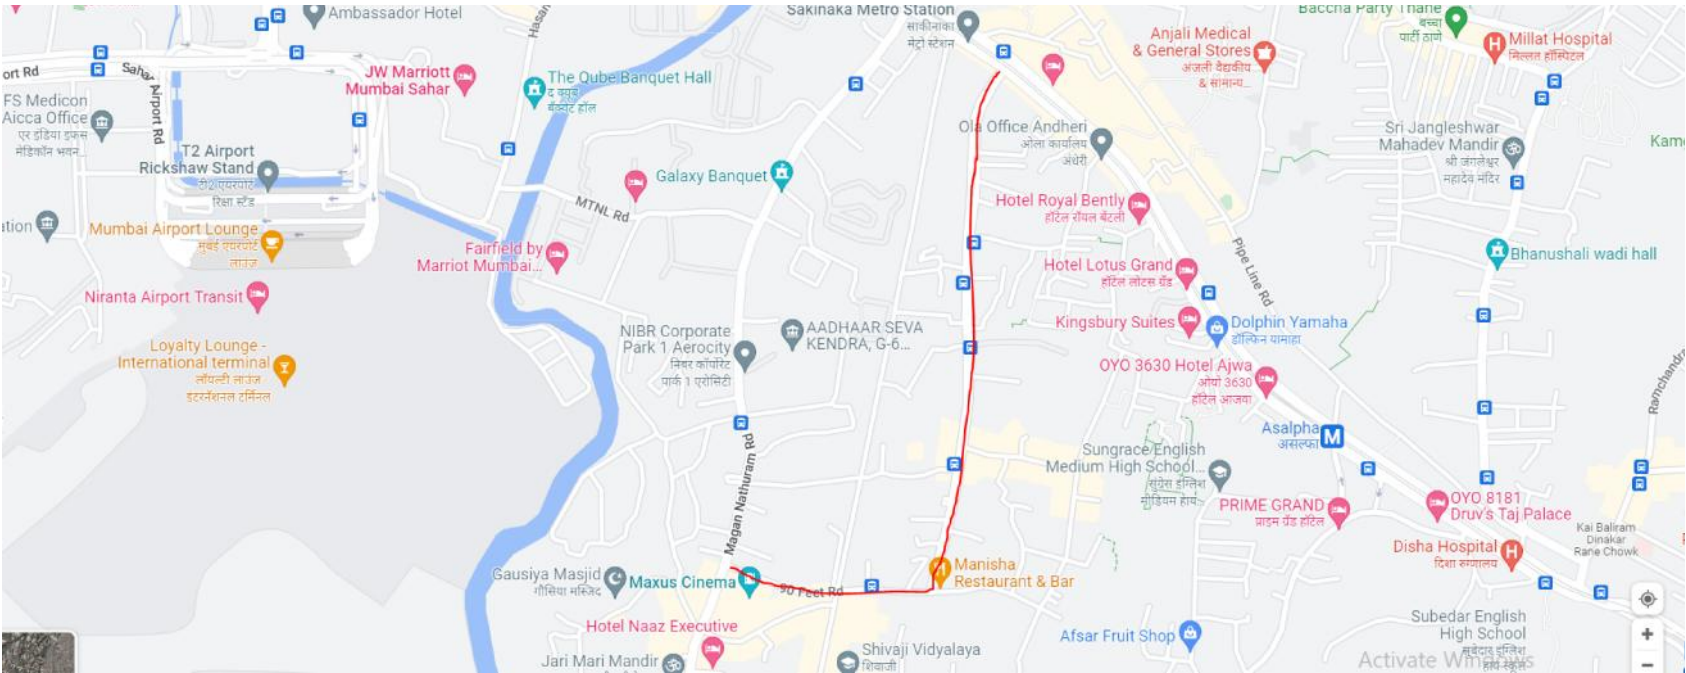 Ambassador Hotel
ort Rd
Sahar Airport Rd
JW Marriott
Mumbai Sahar
FS Medicon
Aicca Office
एर इंडिया इफस
मेडिकॉन भवन...
T2 Airport
Rickshaw Stand
टी2 एयरपोर्ट
रिक्षा स्टँड
ation
Mumbai Airport Lounge
मुंबई एयरपोर्ट
लाउंज
Niranta Airport Transit
Loyalty Lounge -
International terminal
लॉयल्टी लाउंज -
इंटरनॅशनल टर्मिनल
Hasan
The Qube Banquet Hall
द क्यूब
बँक्वेट हॉल
MTNL Rd
Fairfield by
Marriot Mumbai...
Galaxy Banquet
Sakinaka Metro Station
साकीनाका
मेट्रो स्टेशन
NIBR Corporate
Park 1 Aerocity
निबर कॉर्पोरेट
पार्क 1 एरोसिटी
AADHAAR SEVA
KENDRA, G-6...
Magan Nathuram Rd
Gausiya Masjid
गौसिया मस्जिद
Maxus Cinema
90 Feet Rd
Manisha
Restaurant & Bar
Hotel Naaz Executive
Jari Mari Mandir
Shivaji Vidyalaya
शिवाजी
Ola Office Andheri
ओला कार्यालय
अंधेरी
Hotel Royal Bently
हॉटेल रॉयल बेंटली
Hotel Lotus Grand
हॉटेल लोटस ग्रँड
Kingsbury Suites
Dolphin Yamaha
डॉल्फिन यामाहा
OYO 3630 Hotel Ajwa
ओयो 3630
हॉटेल आजवा
Pipe Line Rd
Asalpha
असल्फा
M
Sungrace English
Medium High School...
सुंग्रेस इंग्लिश
मीडियम हाय...
PRIME GRAND
प्राइम ग्रँड हॉटेल
OYO 8181
Druv's Taj Palace
Disha Hospital
दिशा रुग्णालय
Kai Baliram
Dinakar
Rane Chowk
Afsar Fruit Shop
Subedar English
High School
सुबेदार इंग्लिश
हाय स्कूल
Anjali Medical
& General Stores
अंजली वैद्यकीय
& सामान्य...
Baccha Party Thane
बच्चा
पार्टी ठाणे
H
Millat Hospital
मिल्लत हॉस्पिटल
Sri Jangleshwar
Mahadev Mandir
श्री जंगलेश्वर
महादेव मंदिर
Bhanushali wadi hall
Kam
Ramchandra
Activate Windows